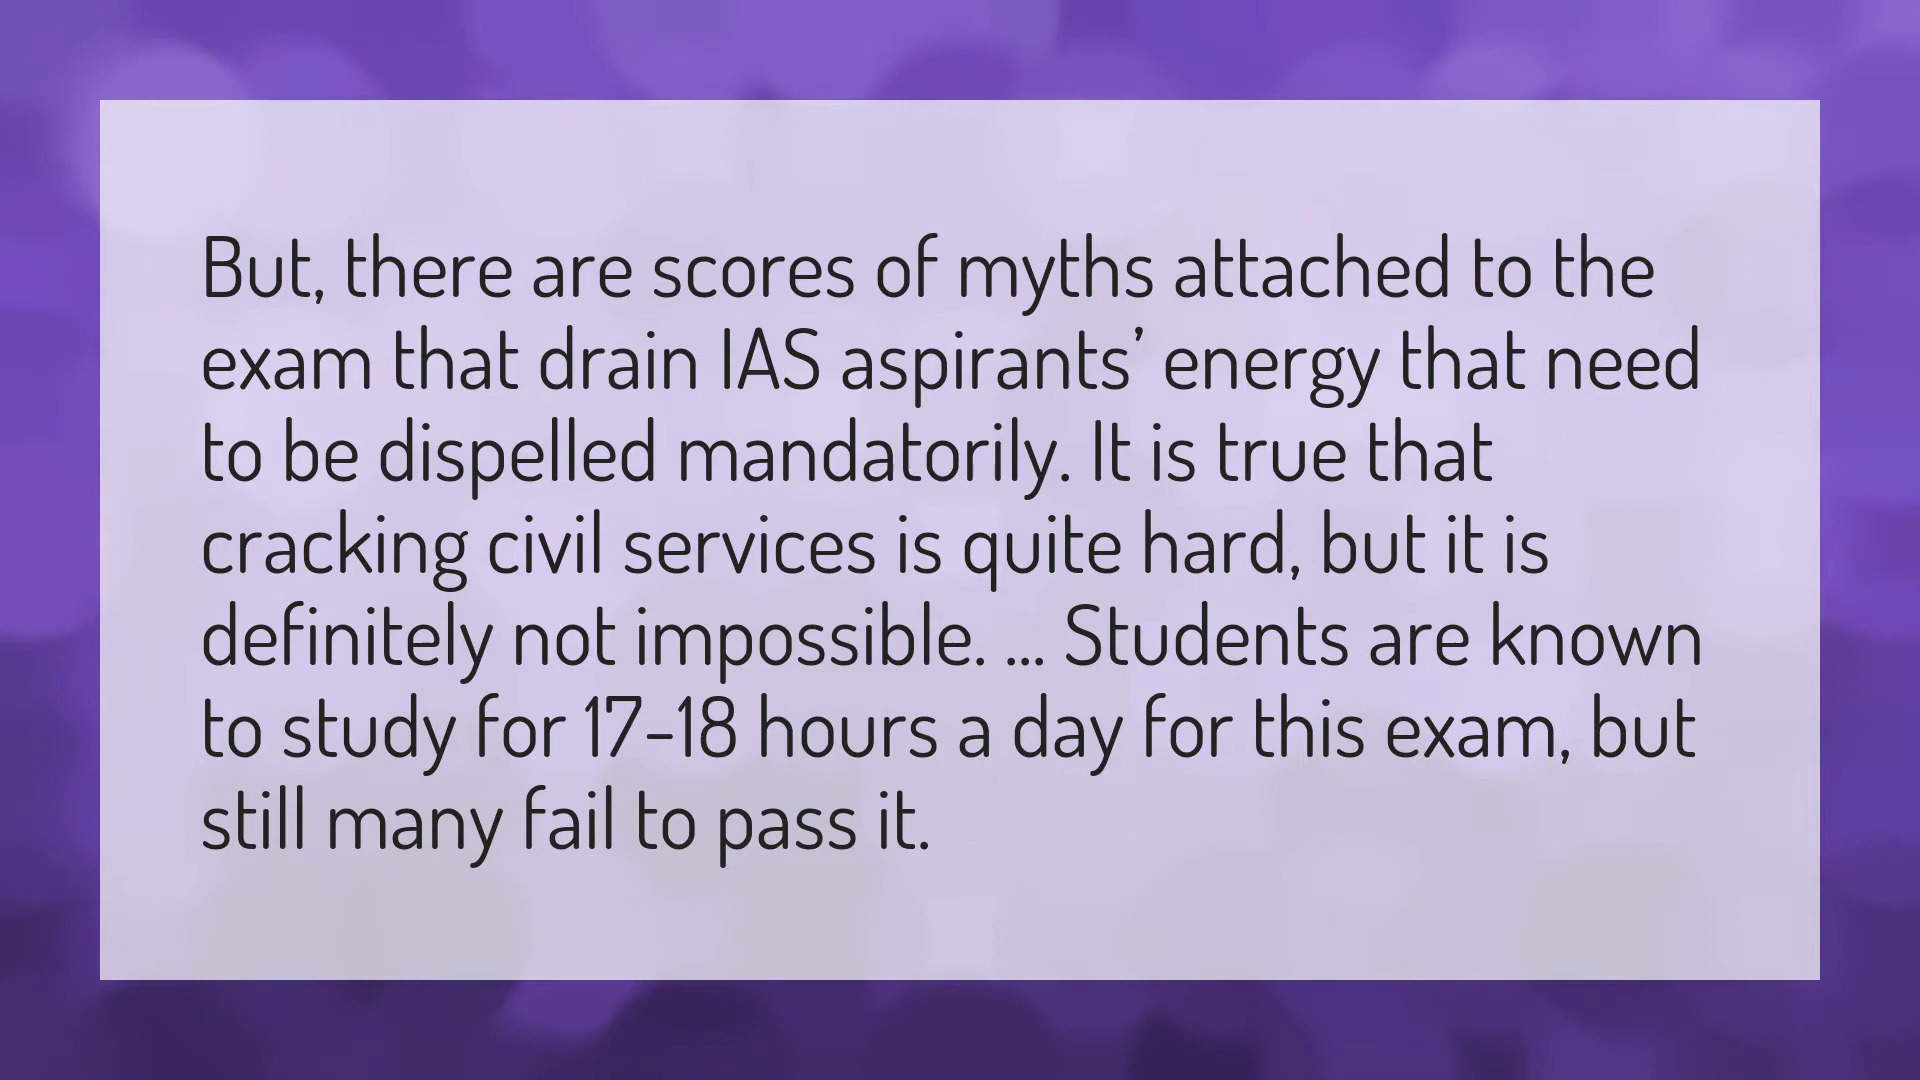 But, there are scores of myths attached to the
exam that drain IAS aspirants’ energy that need
to be dispelled mandatorily. It is true that
cracking civil services is quite hard, but it is
definitely not impossible. ... Students are known
to study for 17-18 hours a day for this exam, but
still many fail to pass it.